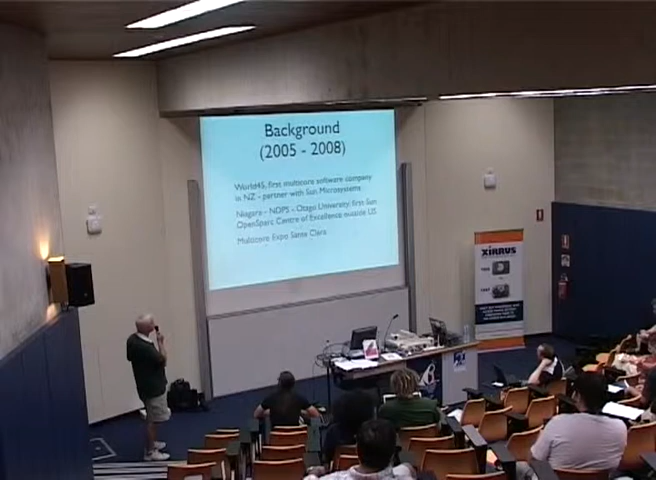 Background
(2005 - 2008)
World45, first multicore software company
in NZ - partner with Sun Microsystems
Niagara - NDPS - Otago University: first Sun
OpenSparc Centre of Excellence outside US
Multicore Expo Santa Clara
XIRRUS